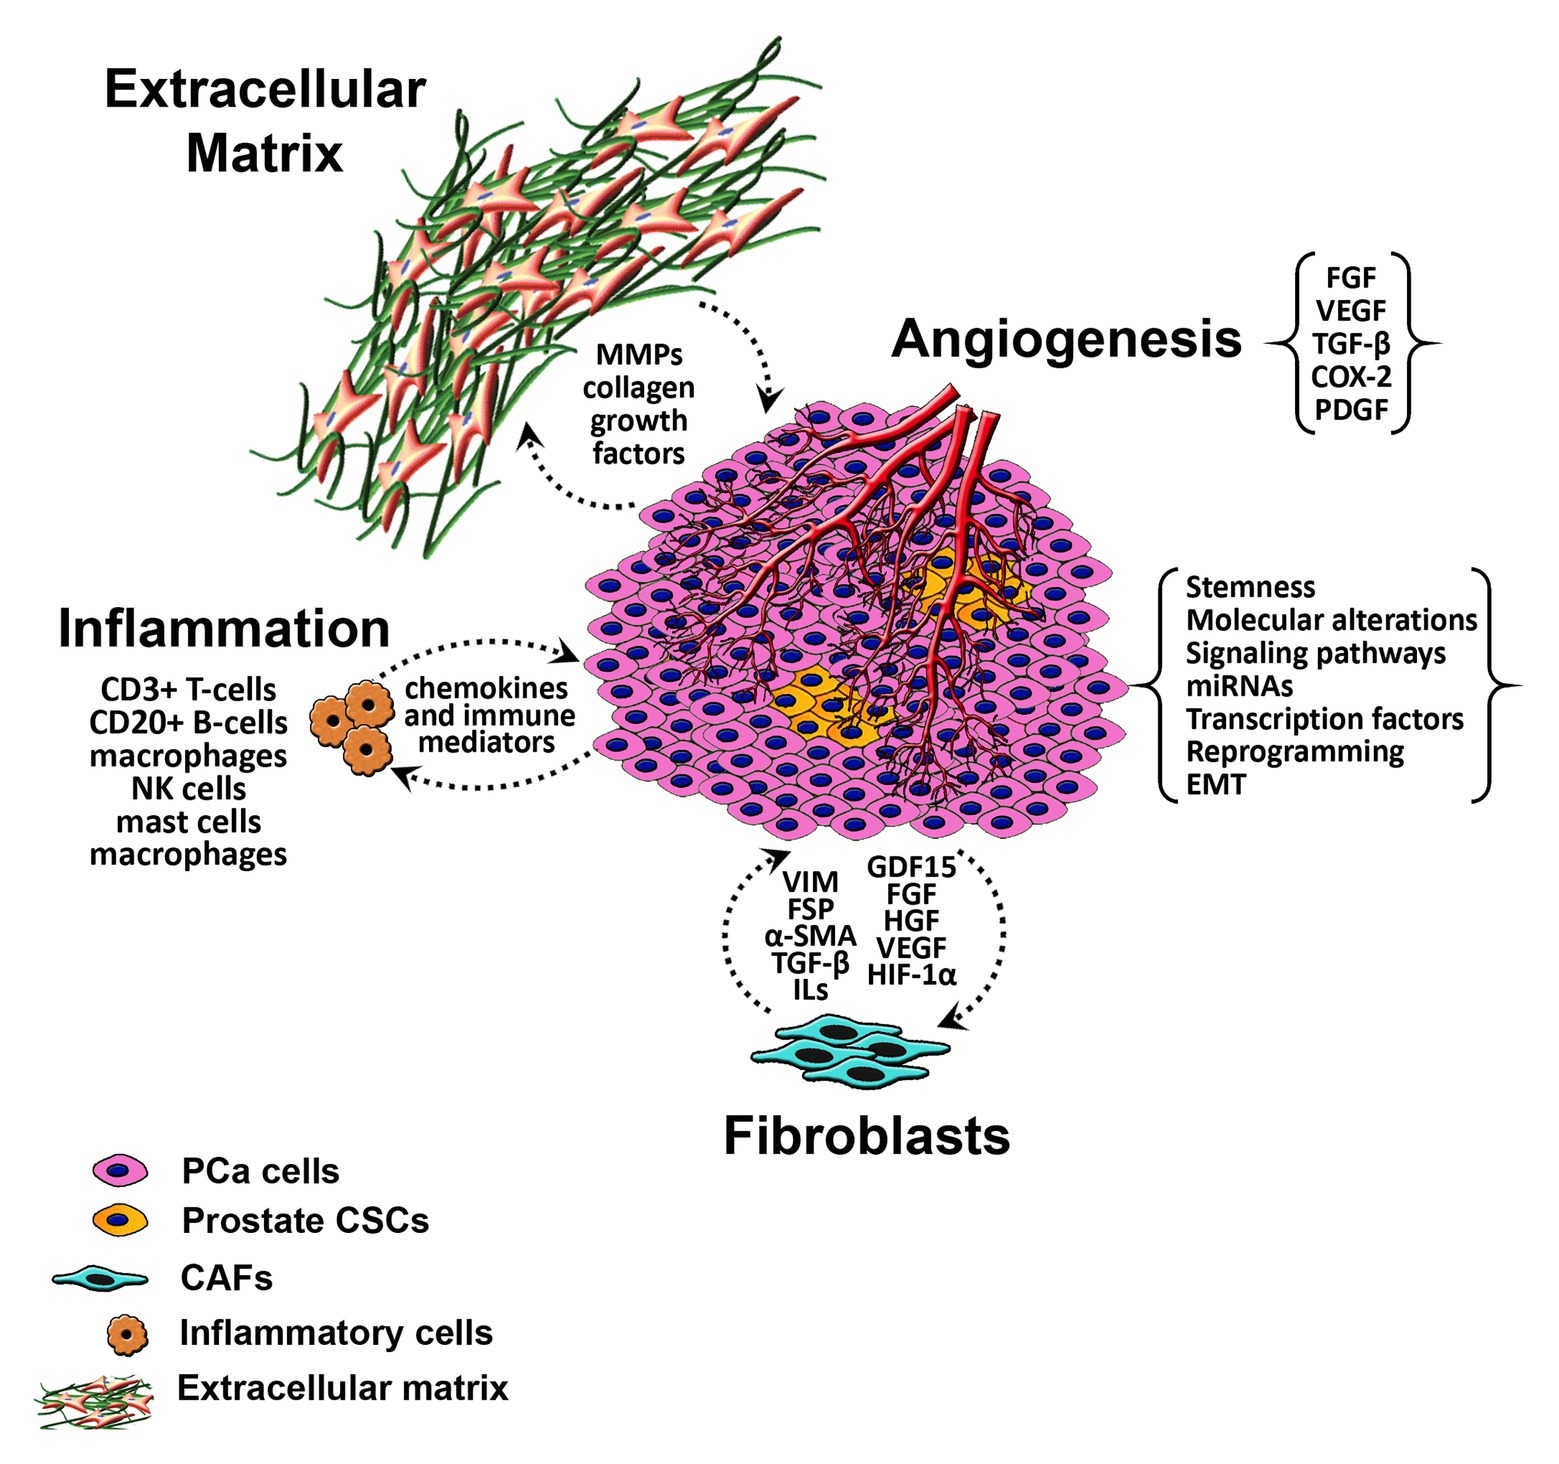 Extracellular
Matrix
MMPs
collagen
growth
factors
Angiogenesis
FGF
VEGF
TGF-β
COX-2
PDGF
Inflammation
CD3+ T-cells
CD20+ B-cells
macrophages
NK cells
mast cells
macrophages
chemokines
and immune
mediators
Stemness
Molecular alterations
Signaling pathways
miRNAs
Transcription factors
Reprogramming
EMT
VIM
FSP
α-SMA
TGF-β
ILs
GDF15
FGF
HGF
VEGF
HIF-1α
Fibroblasts
PCa cells
Prostate CSCs
CAFs
Inflammatory cells
Extracellular matrix